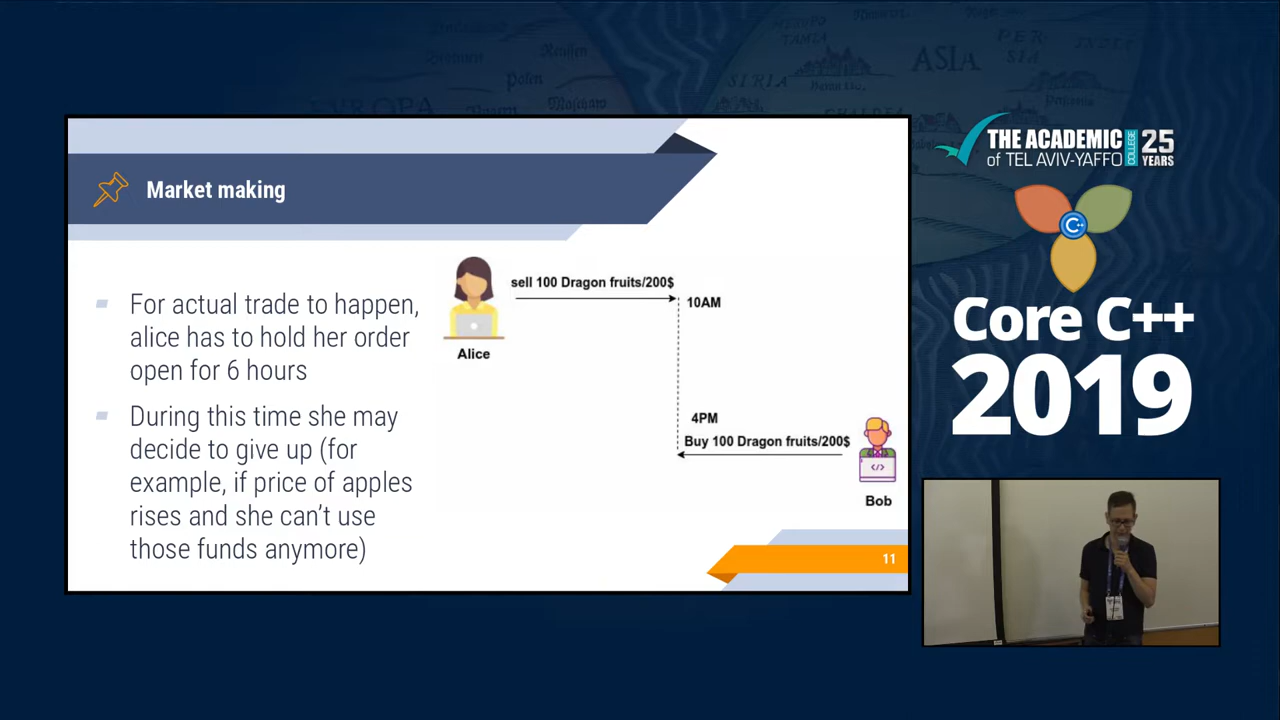 EVROPA
ASIA
SIRIA
THE ACADEMIC
of TEL AVIV-YAFFO
COLLEGE
25
YEARS
C++
Core C++
2019
Market making
For actual trade to happen,
alice has to hold her order
open for 6 hours
During this time she may
decide to give up (for
example, if price of apples
rises and she can't use
those funds anymore)
sell 100 Dragon fruits/200$
10AM
Alice
4PM
Buy 100 Dragon fruits/200$
</>
Bob
11